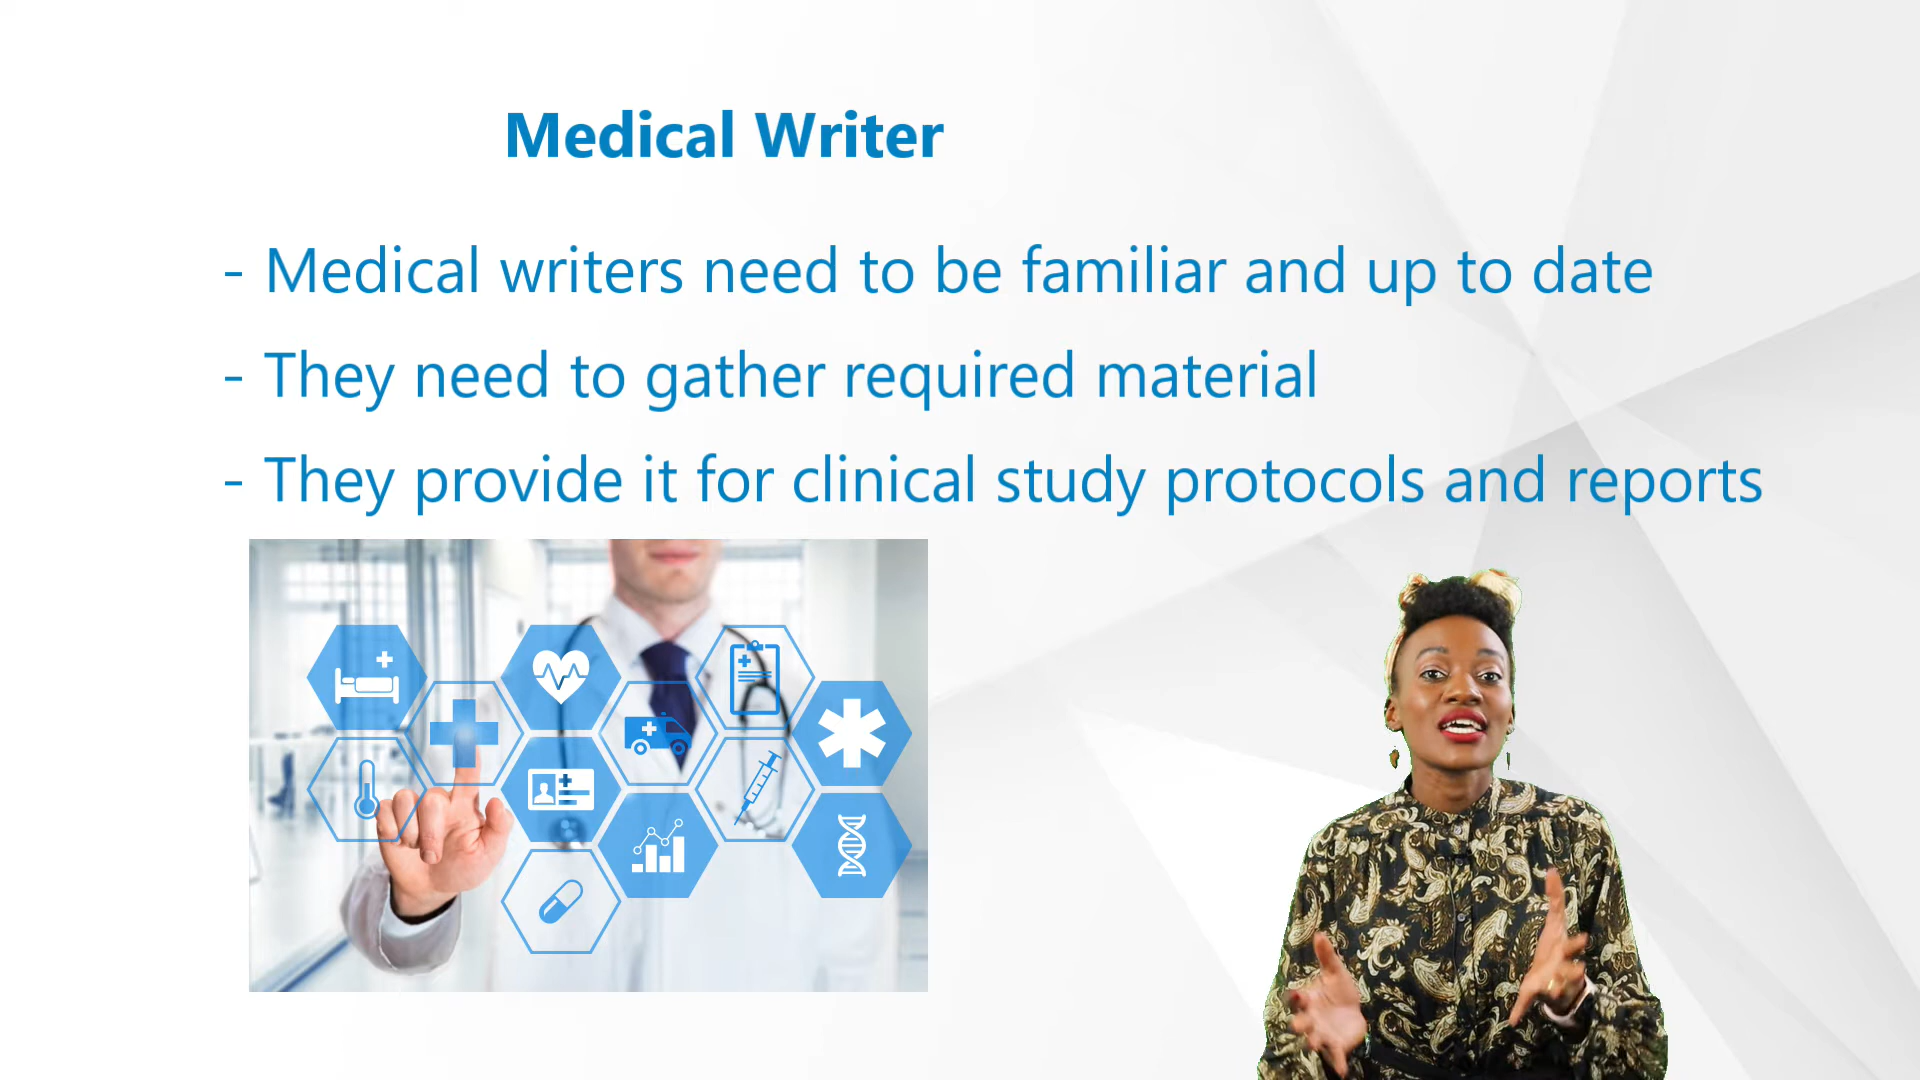 Medical Writer
- Medical writers need to be familiar and up to date
- They need to gather required material
- They provide it for clinical study protocols and reports